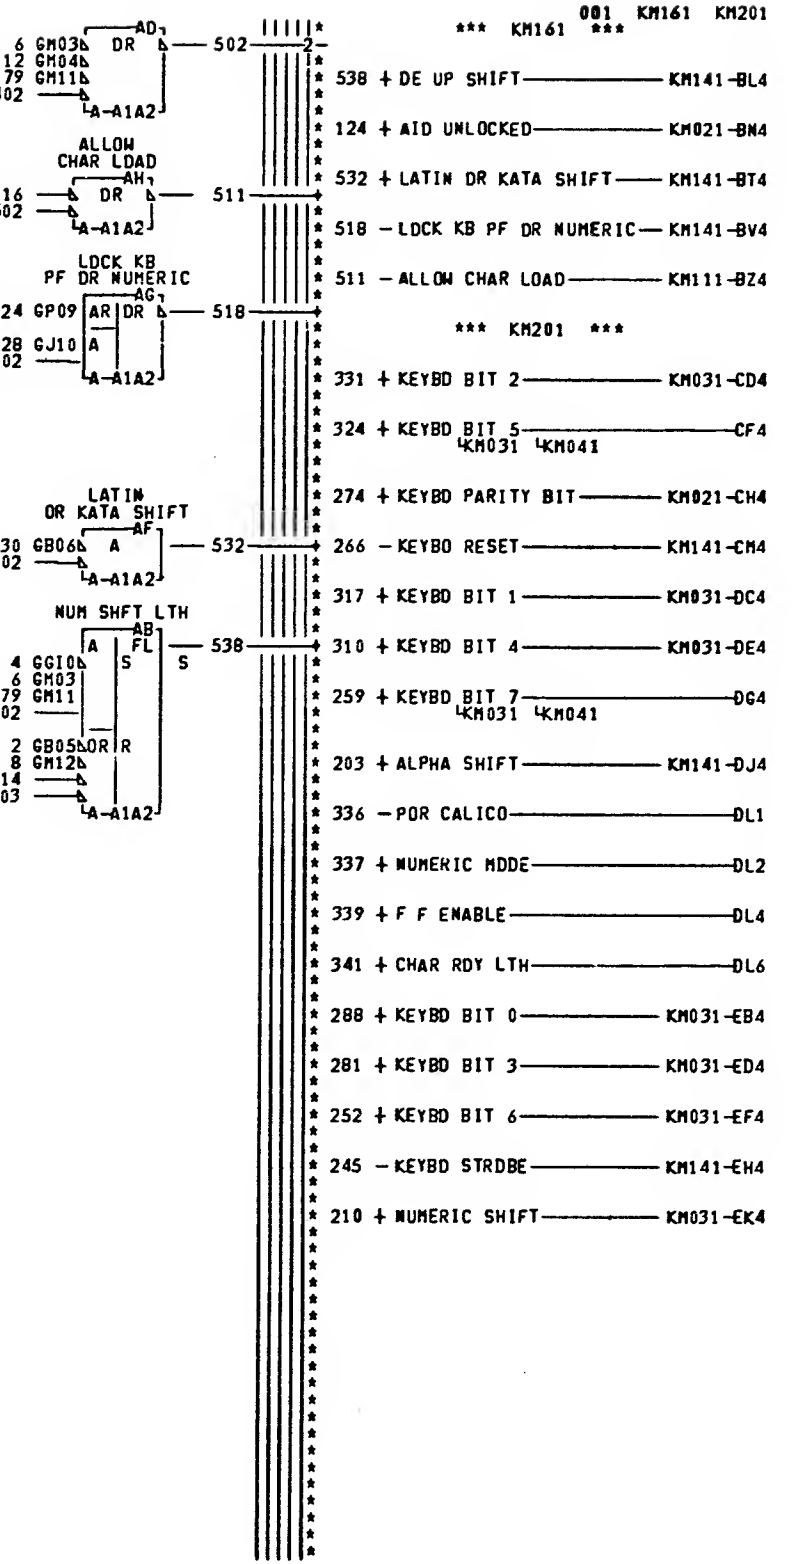 001 KM161 KM201
*** KM161 ***
AD
6 GM03 DR 502 2
12 GM04
79 GM11
02
A-A1A2
538 + DE UP SHIFT KM141-BL4
124 + AID UNLOCKED KM021-BN4
ALLOW
CHAR LOAD
AH
16 DR 511
02
A-A1A2
532 + LATIN DR KATA SHIFT KM141-BT4
518 - LDCK KB PF DR NUMERIC KM141-BV4
LDCK KB
PF DR NUMERIC
AG
24 GP09 AR DR 518
28 GJ10 A
02
A-A1A2
511 - ALLOW CHAR LOAD KM111-BZ4
*** KM201 ***
331 + KEYBD BIT 2 KM031-CD4
324 + KEYBD BIT 5 CF4
KM031 KM041
LATIN
OR KATA SHIFT
AF
30 GB06 A 532
02
A-A1A2
274 + KEYBD PARITY BIT KM021-CH4
266 - KEYBO RESET KM141-CM4
317 + KEYBD BIT 1 KM031-DC4
NUM SHFT LTH
AB
A FL 538
4 GGI0 S S
6 GM03
79 GM11
02
2 GB05 OR R
8 GM12
14
03
A-A1A2
310 + KEYBD BIT 4 KM031-DE4
259 + KEYBD BIT 7 DG4
KM031 KM041
203 + ALPHA SHIFT KM141-DJ4
336 - POR CALICO DL1
337 + NUMERIC MDDE DL2
339 + F F ENABLE DL4
341 + CHAR RDY LTH DL6
288 + KEYBD BIT 0 KM031-EB4
281 + KEYBD BIT 3 KM031-ED4
252 + KEYBD BIT 6 KM031-EF4
245 - KEYBD STRDBE KM141-EH4
210 + NUMERIC SHIFT KM031-EK4